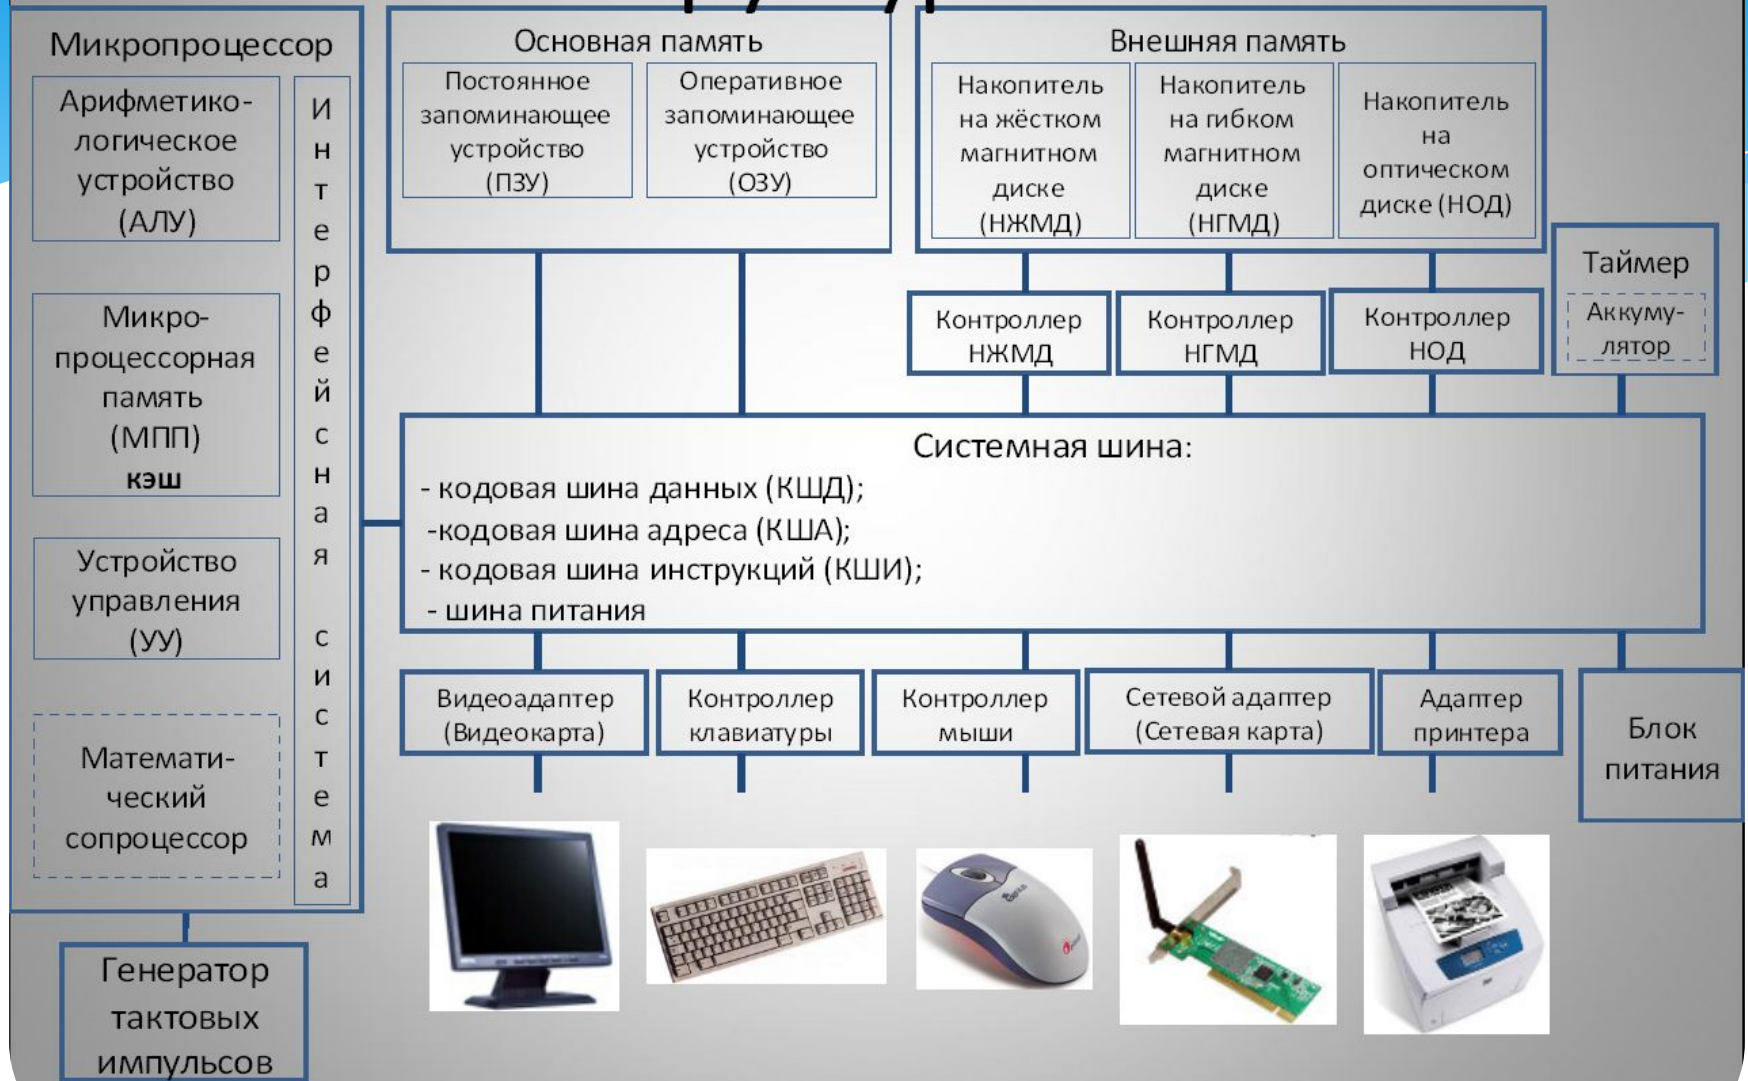 Микропроцессор
Арифметико-
логическое
устройство
(АЛУ)
Микро-
процессорная
память
(МПП)
кэш
Устройство
управления
(УУ)
Математи-
ческий
сопроцессор
Интерфейсная система
Генератор
тактовых
импульсов
Основная память
Постоянное
запоминающее
устройство
(ПЗУ)
Оперативное
запоминающее
устройство
(ОЗУ)
Внешняя память
Накопитель
на жёстком
магнитном
диске
(НЖМД)
Накопитель
на гибком
магнитном
диске
(НГМД)
Накопитель
на
оптическом
диске (НОД)
Контроллер
НЖМД
Контроллер
НГМД
Контроллер
НОД
Таймер
Аккуму-
лятор
Системная шина:
- кодовая шина данных (КШД);
-кодовая шина адреса (КША);
- кодовая шина инструкций (КШИ);
- шина питания
Видеоадаптер
(Видеокарта)
Контроллер
клавиатуры
Контроллер
мыши
Сетевой адаптер
(Сетевая карта)
Адаптер
принтера
Блок
питания